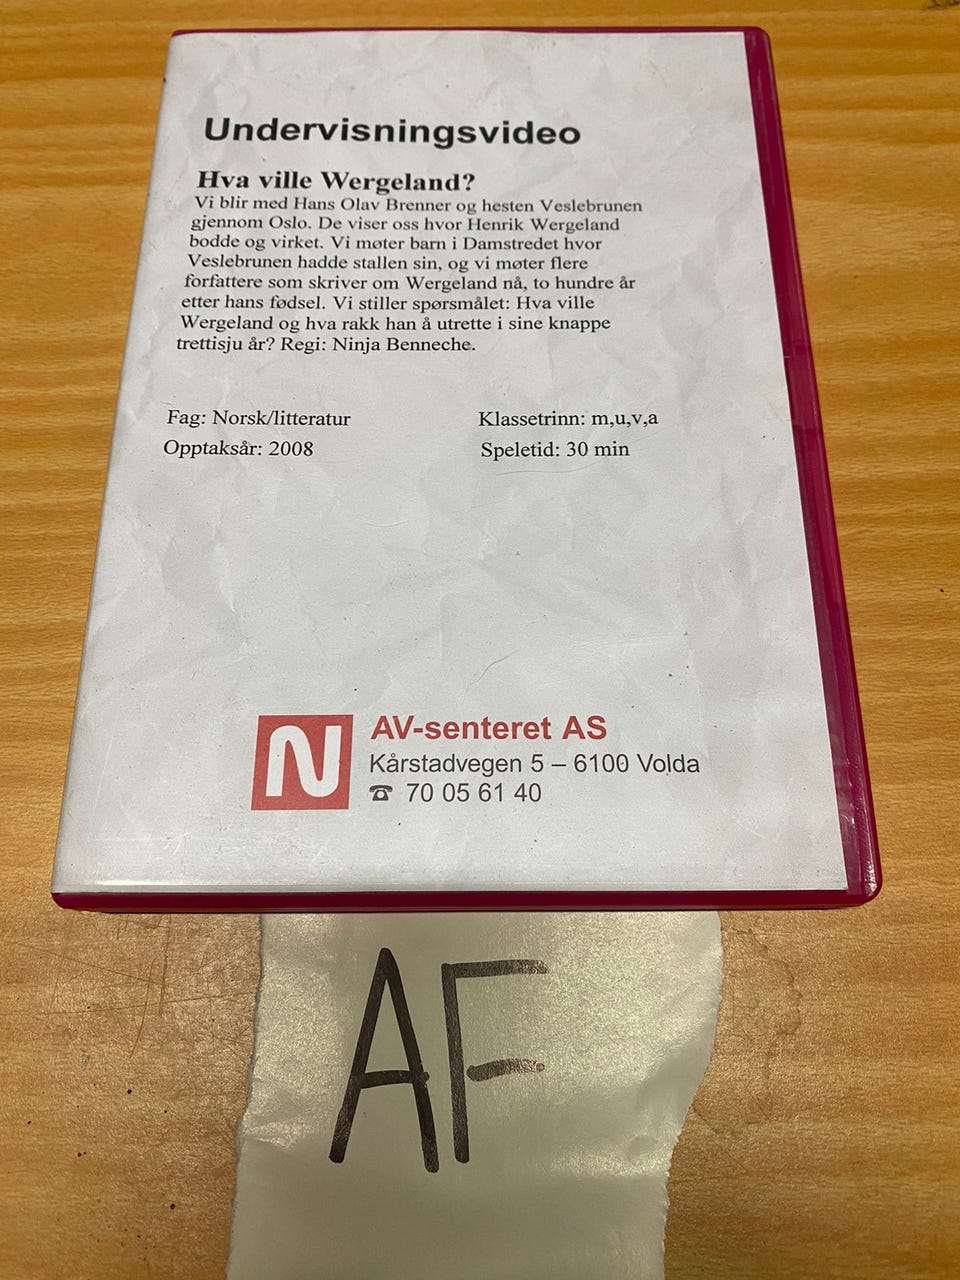 Undervisningsvideo
Hva ville Wergeland?
Vi blir med Hans Olav Brenner og hesten Veslebrunen
gjennom Oslo. De viser oss hvor Henrik Wergeland
bodde og virket. Vi møter barn i Damstredet hvor
Veslebrunen hadde stallen sin, og vi møter flere
forfattere som skriver om Wergeland nå, to hundre år
etter hans fødsel. Vi stiller spørsmålet: Hva ville
Wergeland og hva rakk han å utrette i sine knappe
trettisju år? Regi: Ninja Benneche.
Fag: Norsk/litteratur Klassetrinn: m,u,v,a
Opptaksår: 2008 Speletid: 30 min
N
AV-senteret AS
Kårstadvegen 5 – 6100 Volda
☎ 70 05 61 40
AF